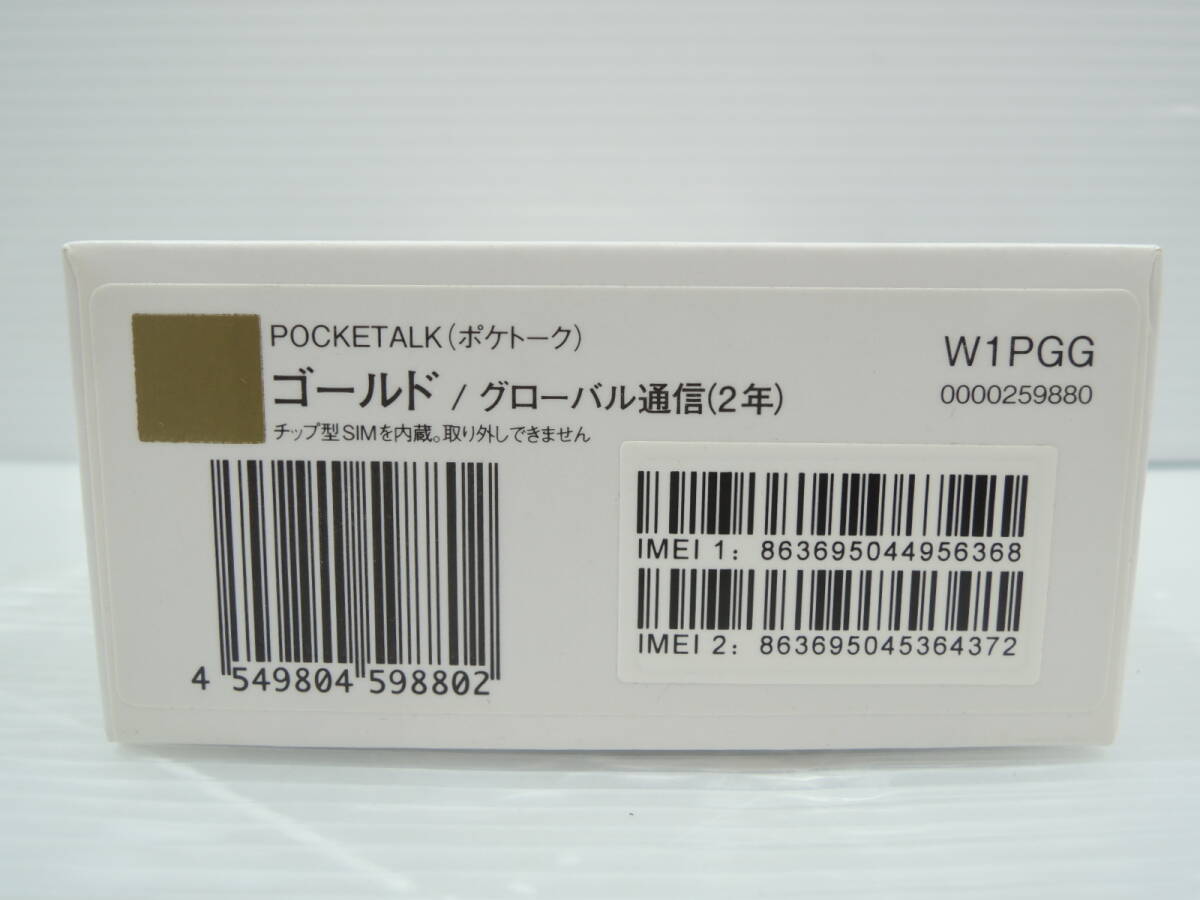 POCKETALK(ポケトーク)
ゴールド / グローバル通信(2年)
チップ型SIMを内蔵。取り外しできません
W1PGG
0000259880
4 549804 598802
IMEI 1: 863695044956368
IMEI 2: 863695045364372